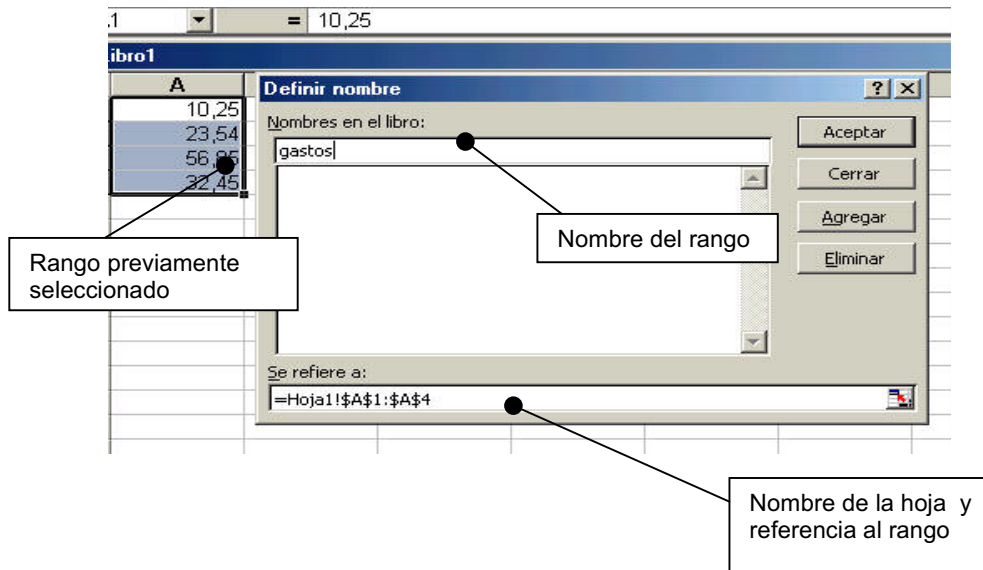 .1 = 10,25
ibro1
A
10,25
23,54
56,85
32,45
Definir nombre
Nombres en el libro:
gastos
Aceptar
Cerrar
Agregar
Eliminar
Nombre del rango
Rango previamente
seleccionado
Se refiere a:
=Hoja1!$A$1:$A$4
Nombre de la hoja y
referencia al rango